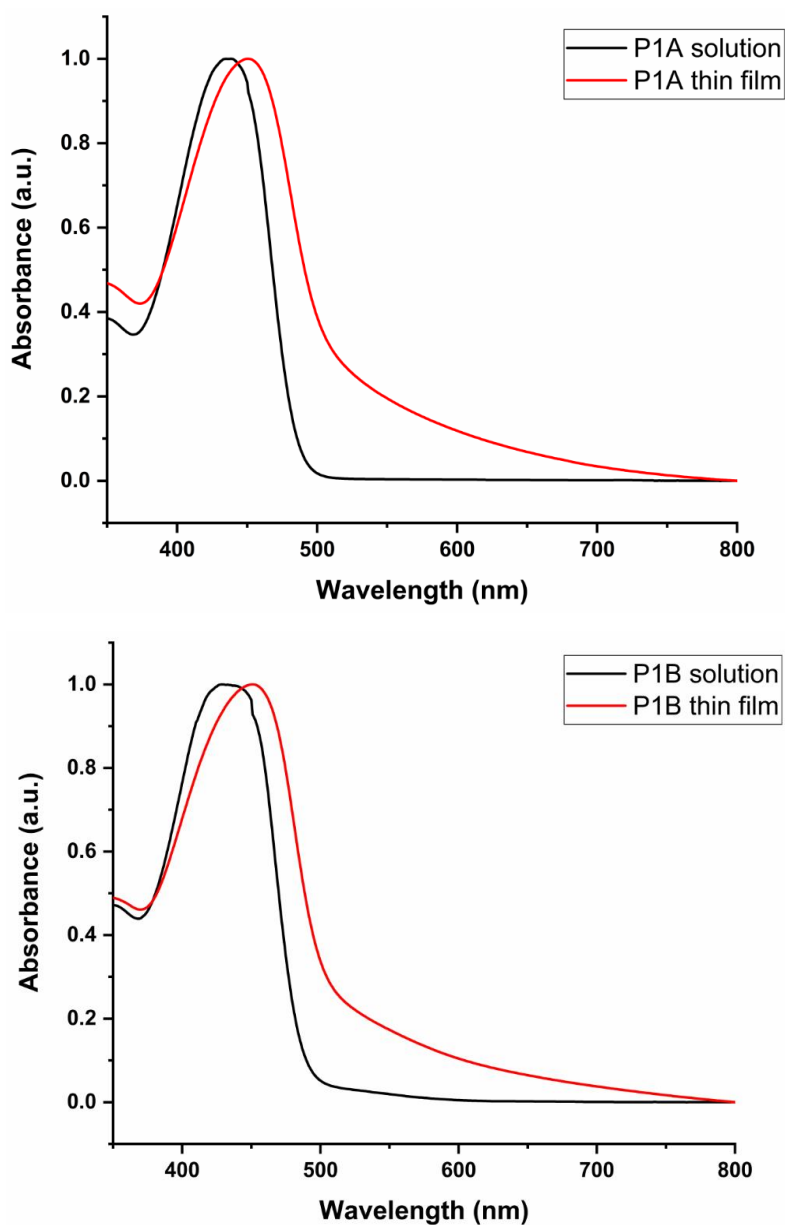 P1A solution
P1A thin film
1.0
0.8
0.6
0.4
0.2
0.0
Absorbance (a.u.)
400 500 600 700 800
Wavelength (nm)
P1B solution
P1B thin film
1.0
0.8
0.6
0.4
0.2
0.0
Absorbance (a.u.)
400 500 600 700 800
Wavelength (nm)